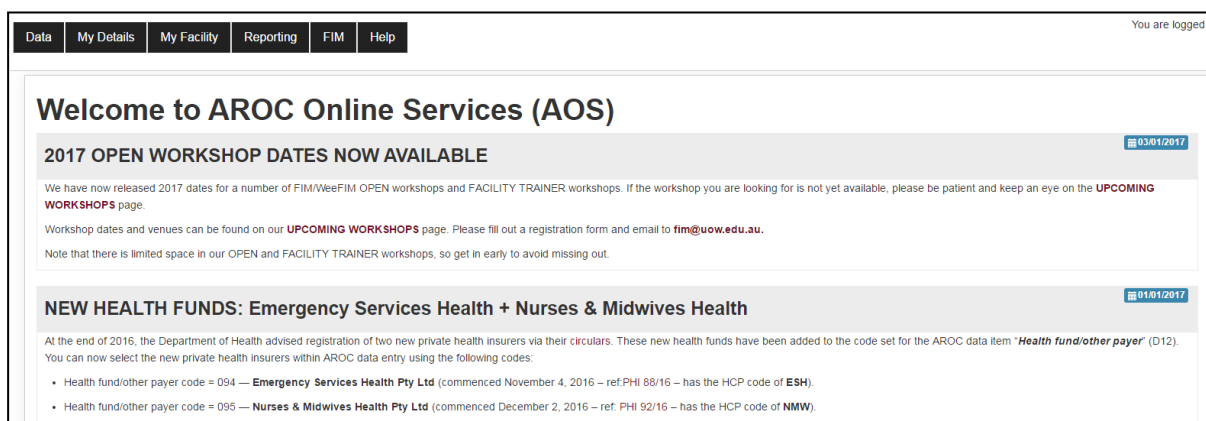 You are logged
Data My Details My Facility Reporting FIM Help
Welcome to AROC Online Services (AOS)
03/01/2017
2017 OPEN WORKSHOP DATES NOW AVAILABLE
We have now released 2017 dates for a number of FIM/WeeFIM OPEN workshops and FACILITY TRAINER workshops. If the workshop you are looking for is not yet available, please be patient and keep an eye on the UPCOMING
WORKSHOPS page.
Workshop dates and venues can be found on our UPCOMING WORKSHOPS page. Please fill out a registration form and email to fim@uow.edu.au.
Note that there is limited space in our OPEN and FACILITY TRAINER workshops, so get in early to avoid missing out.
01/01/2017
NEW HEALTH FUNDS: Emergency Services Health + Nurses & Midwives Health
At the end of 2016, the Department of Health advised registration of two new private health insurers via their circulars. These new health funds have been added to the code set for the AROC data item “Health fund/other payer” (D12).
You can now select the new private health insurers within AROC data entry using the following codes:
• Health fund/other payer code = 094 — Emergency Services Health Pty Ltd (commenced November 4, 2016 – ref:PHI 88/16 – has the HCP code of ESH).
• Health fund/other payer code = 095 — Nurses & Midwives Health Pty Ltd (commenced December 2, 2016 – ref: PHI 92/16 – has the HCP code of NMW).